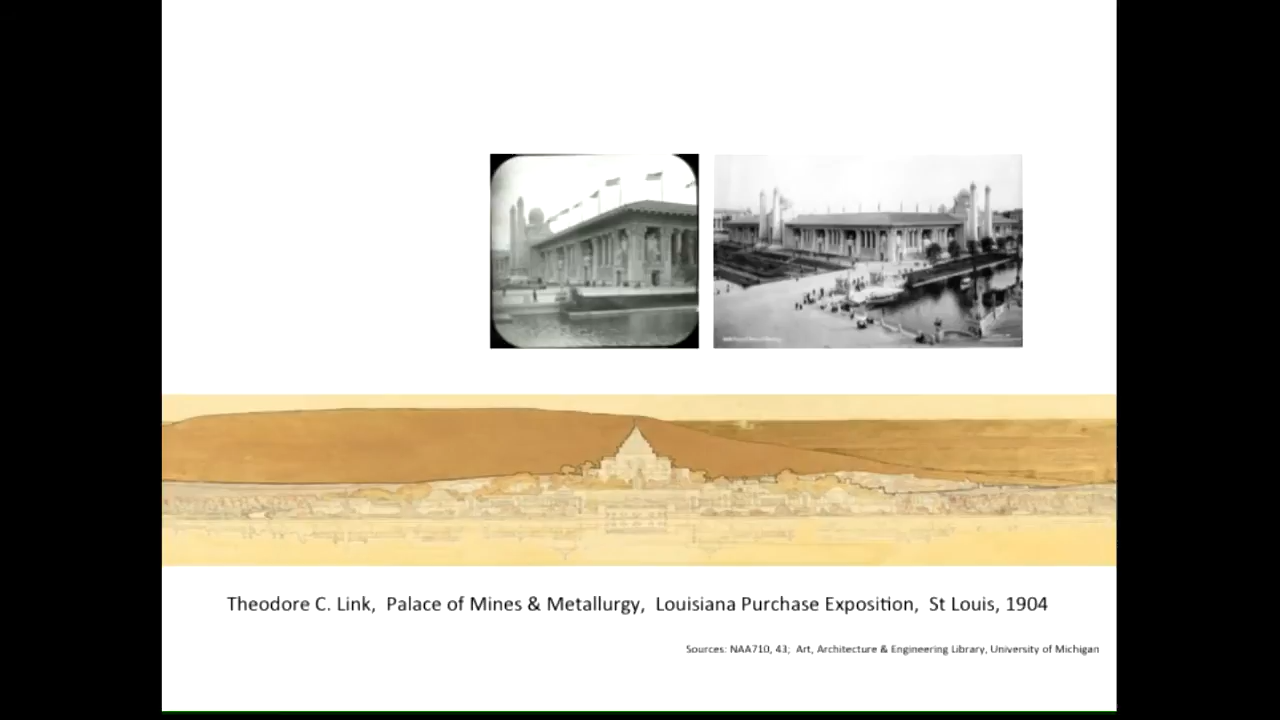 Theodore C. Link, Palace of Mines & Metallurgy, Louisiana Purchase Exposition, St Louis, 1904
Sources: NAA710, 43; Art, Architecture & Engineering Library, University of Michigan